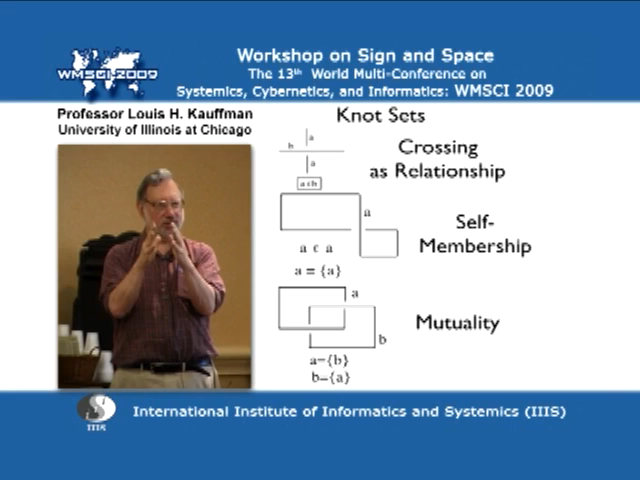 WMSCI 2009
Workshop on Sign and Space
The 13th World Multi-Conference on
Systemics, Cybernetics, and Informatics: WMSCI 2009
Professor Louis H. Kauffman
University of Illinois at Chicago
Knot Sets
a
b
a
a ε b
Crossing
as Relationship
a
Self-
Membership
a ε a
a = {a}
a
b
Mutuality
a={b}
b={a}
IIIS
International Institute of Informatics and Systemics (IIIS)